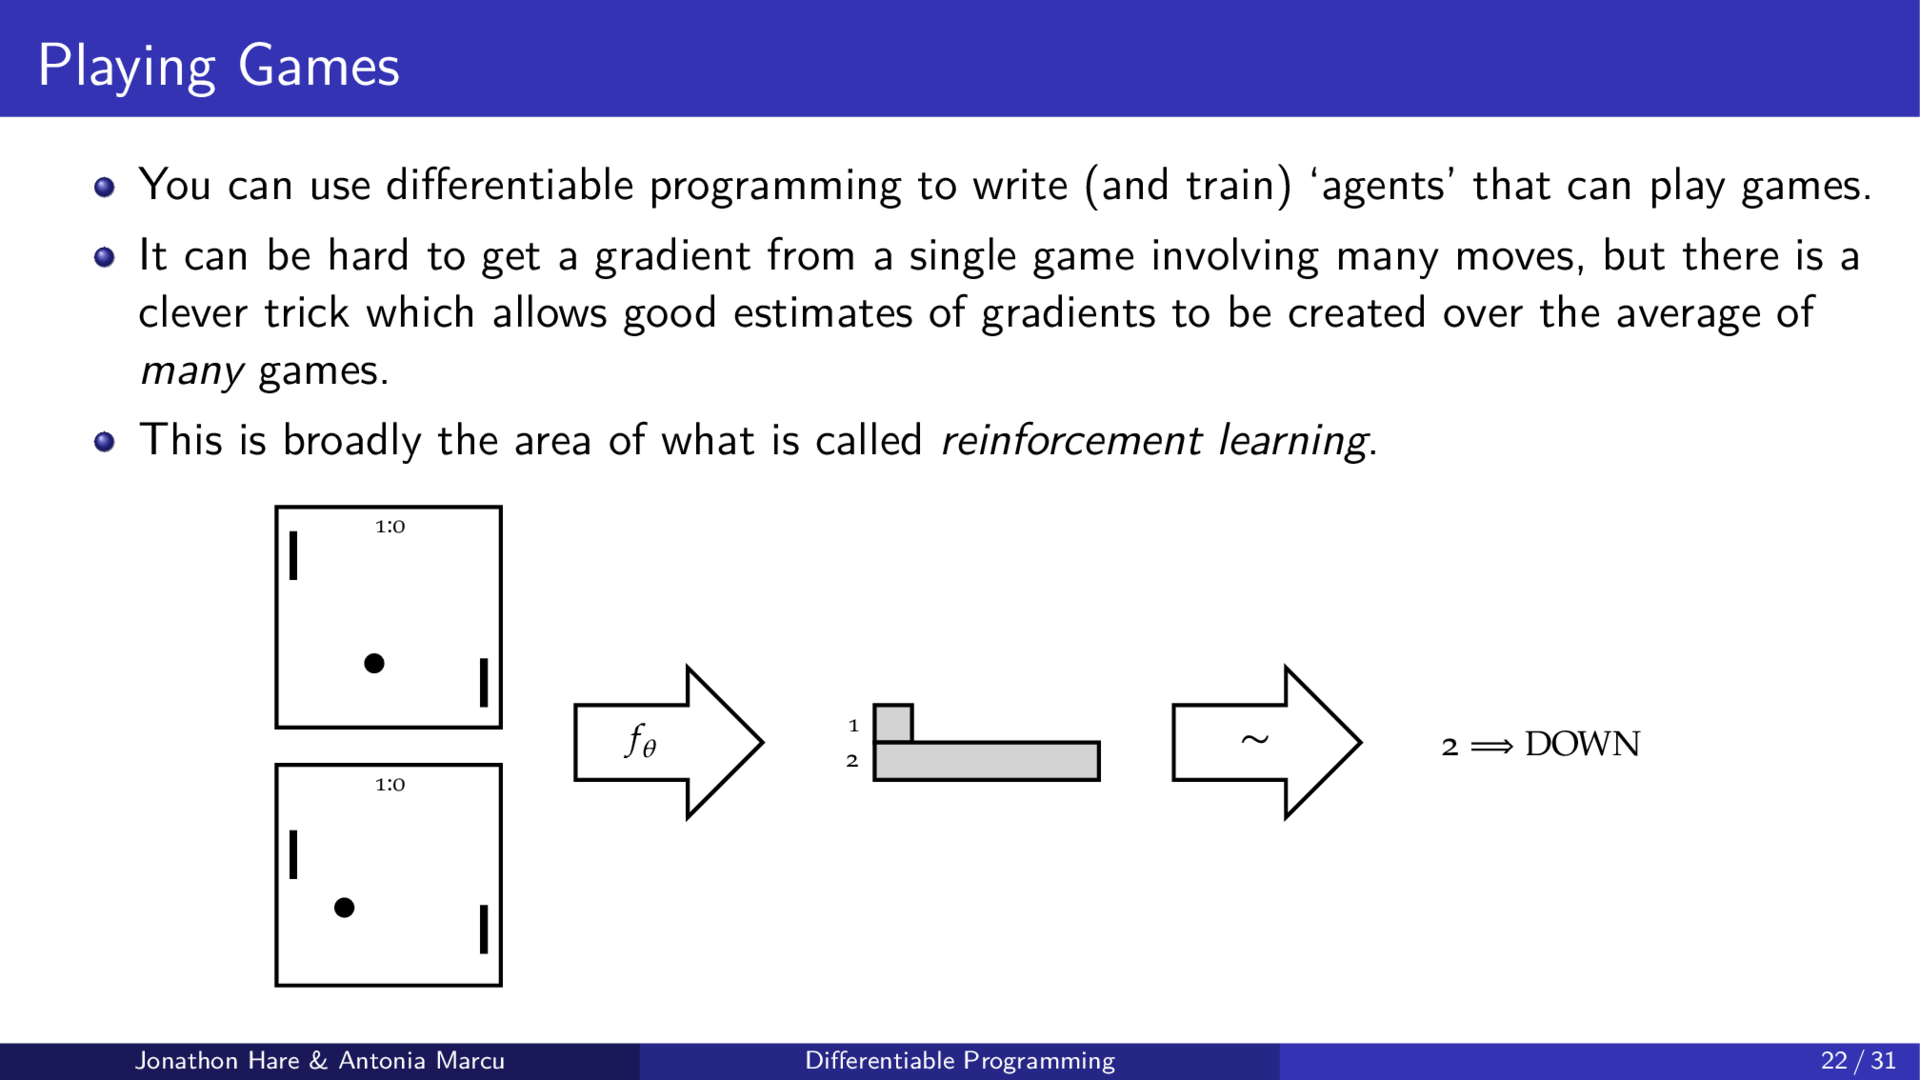 Playing Games
You can use differentiable programming to write (and train) ‘agents’ that can play games.
It can be hard to get a gradient from a single game involving many moves, but there is a
clever trick which allows good estimates of gradients to be created over the average of
many games.
This is broadly the area of what is called reinforcement learning.
1:0
1:0
fθ
1
2
∼
2 ⟹ DOWN
Jonathon Hare & Antonia Marcu
Differentiable Programming
22 / 31